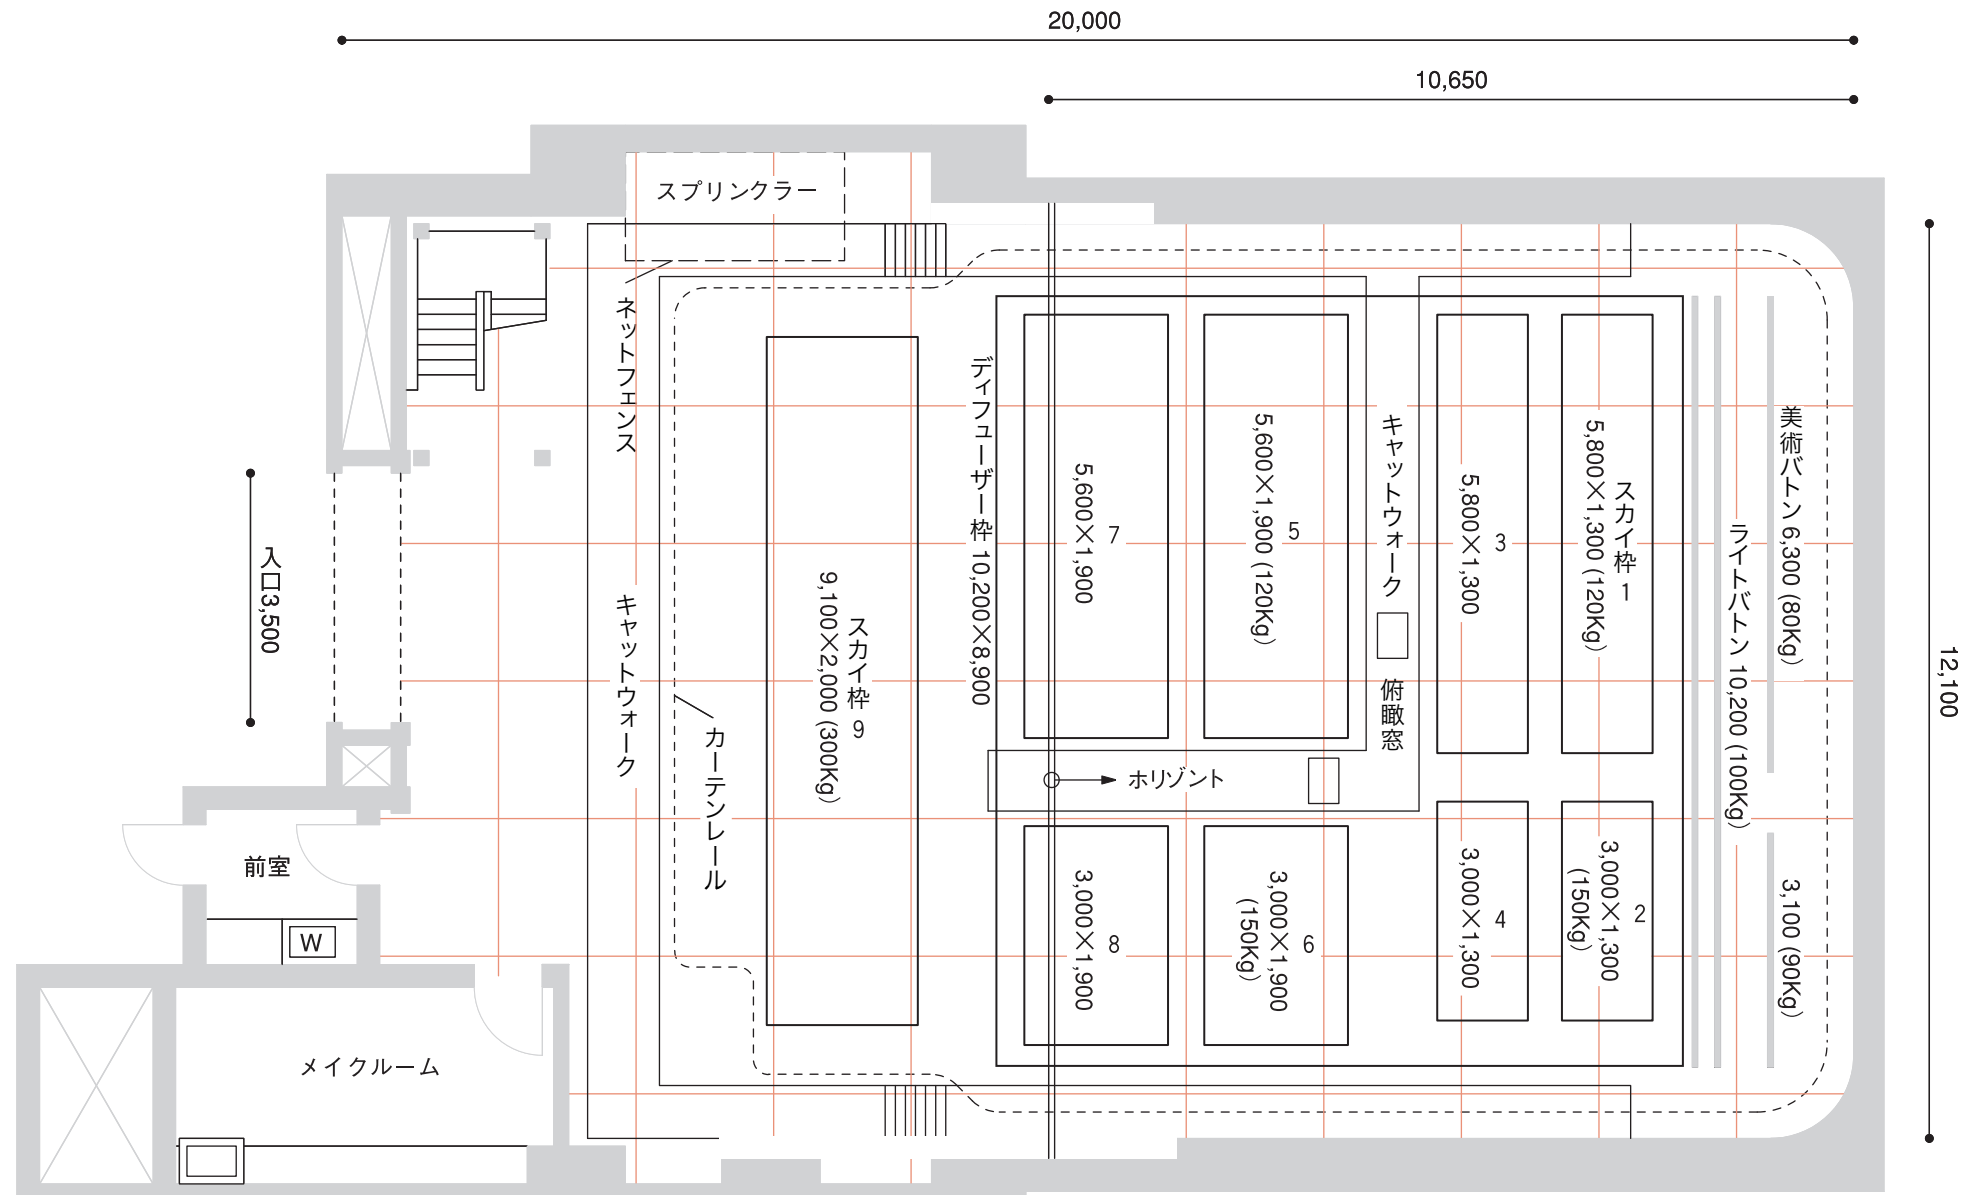 20,000
10,650
スプリンクラー
ネットフェンス
ディフューザー枠 10,200×8,900
キャットウォーク
俯瞰窓
5,600×1,900
7
5,600×1,900 (120Kg)
5
5,800×1,300
3
スカイ枠 1
5,800×1,300 (120Kg)
美術バトン 6,300 (80Kg)
ライトバトン 10,200 (100Kg)
12,100
入口3,500
キャットウォーク
カーテンレール
スカイ枠 9
9,100×2,000 (300Kg)
ホリゾント
前室
W
3,000×1,900
8
3,000×1,900
(150Kg)
6
3,000×1,300
4
3,000×1,300
(150Kg)
2
3,100 (90Kg)
メイクルーム